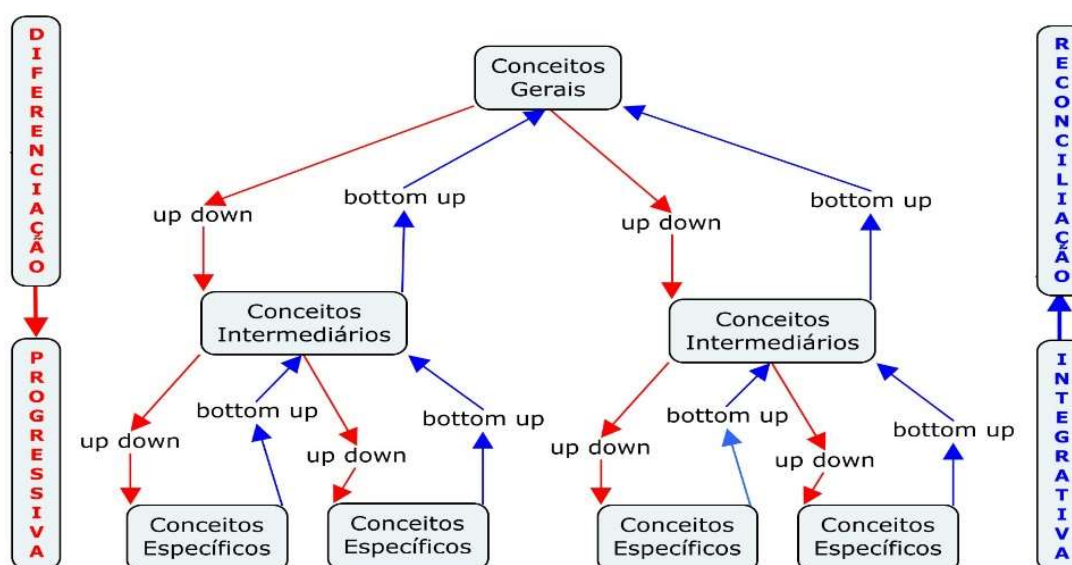 DIFERENCIAÇÃO
PROGRESSIVA
Conceitos
Gerais
up down
bottom up
up down
bottom up
Conceitos
Intermediários
Conceitos
Intermediários
up down
bottom up
up down
bottom up
up down
bottom up
up down
bottom up
Conceitos
Específicos
Conceitos
Específicos
Conceitos
Específicos
Conceitos
Específicos
RECONCILIAÇÃO
INTEGRATIVA